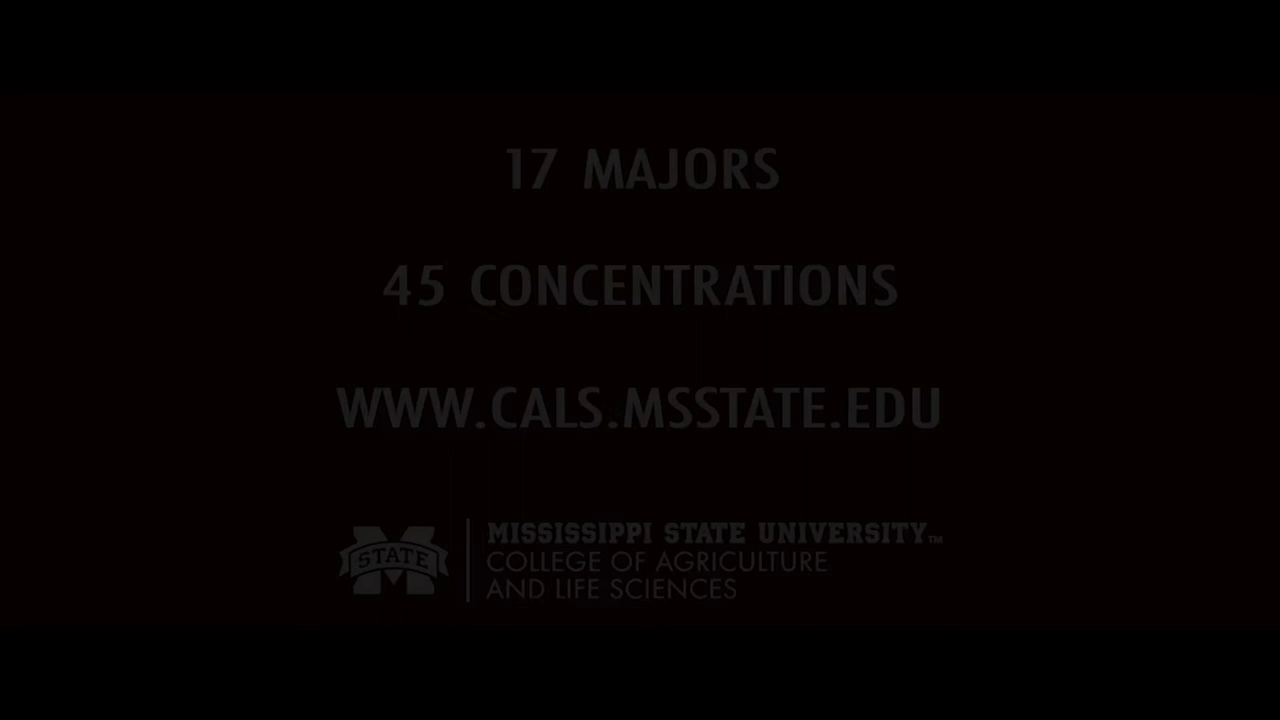 17 MAJORS
45 CONCENTRATIONS
WWW.CALS.MSSTATE.EDU
STATE
MISSISSIPPI STATE UNIVERSITY™
COLLEGE OF AGRICULTURE
AND LIFE SCIENCES